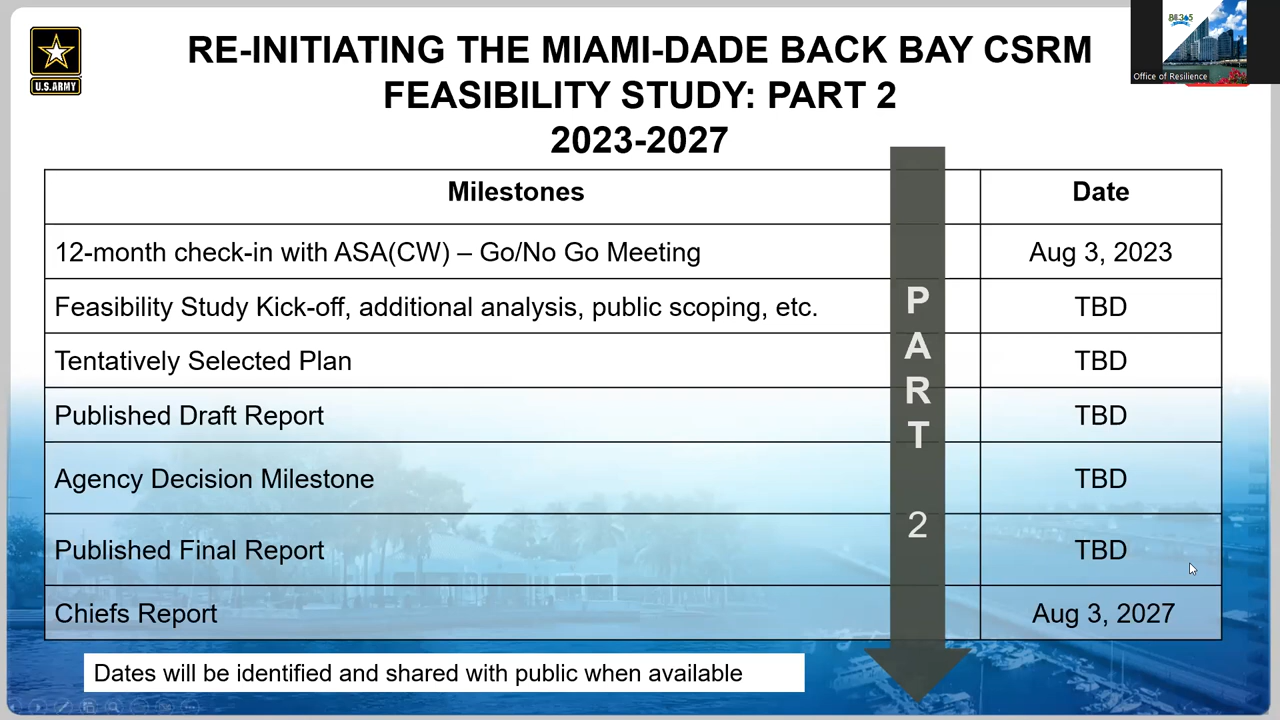 RE-INITIATING THE MIAMI-DADE BACK BAY CSRM
FEASIBILITY STUDY: PART 2
2023-2027
U.S.ARMY
Office of Resilience
Milestones Date
12-month check-in with ASA(CW) – Go/No Go Meeting Aug 3, 2023
Feasibility Study Kick-off, additional analysis, public scoping, etc. TBD
Tentatively Selected Plan TBD
Published Draft Report TBD
Agency Decision Milestone TBD
Published Final Report TBD
Chiefs Report Aug 3, 2027
P
A
R
T
2
Dates will be identified and shared with public when available